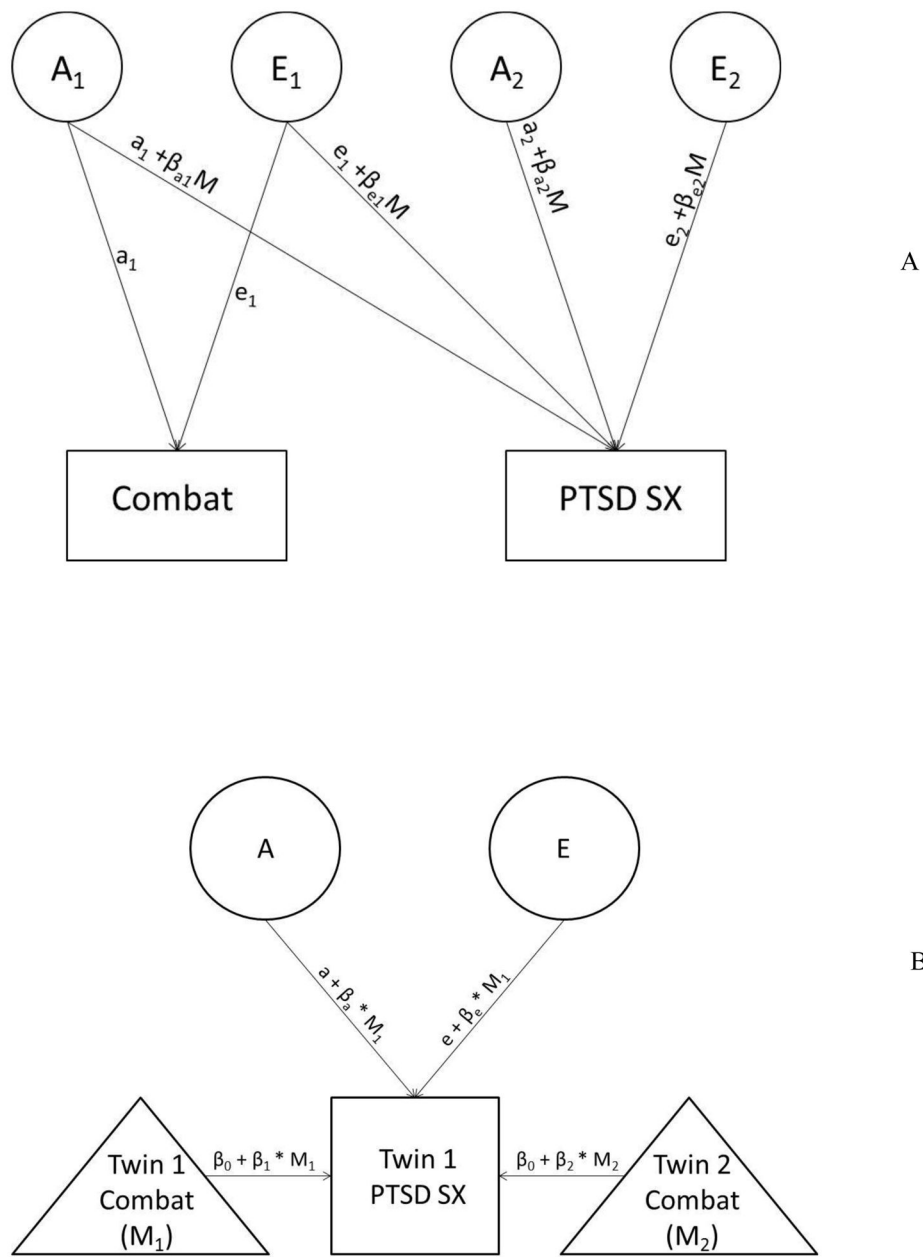 A₁
E₁
A₂
E₂
a₁ +βₐ₁M
e₁ +βₑ₁M
a₂ +βₐ₂M
e₂ +βₑ₂M
A
a₁
e₁
Combat
PTSD SX
A
E
B
a + βₐ * M₁
e + βₑ * M₁
Twin 1
Combat
(M₁)
β₀ + β₁ * M₁
Twin 1
PTSD SX
β₀ + β₂ * M₂
Twin 2
Combat
(M₂)